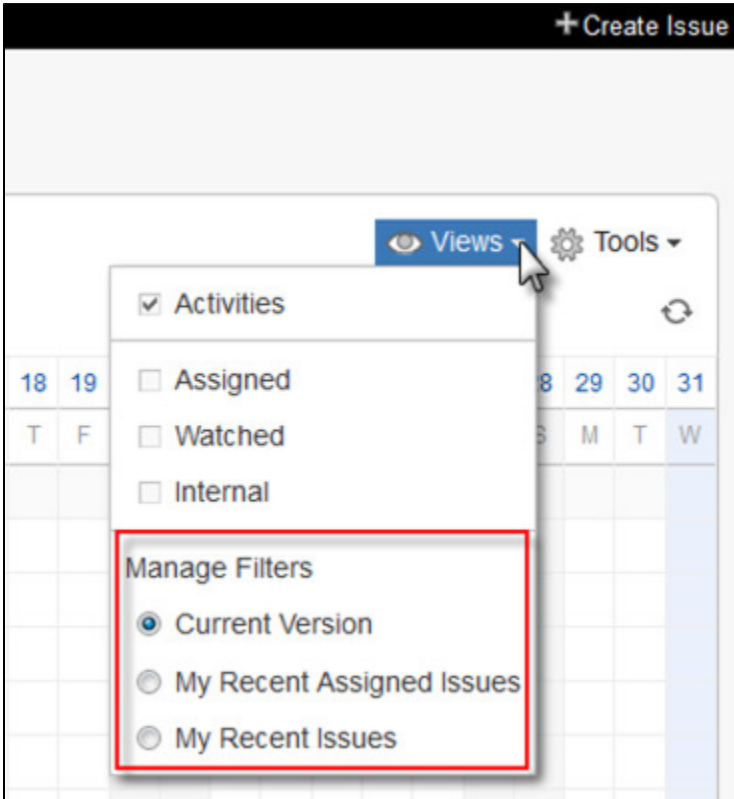 Create Issue
Views Tools
Activities
18 19 29 30 31
Assigned
T F M T W
Watched
Internal
Manage Filters
Current Version
My Recent Assigned Issues
My Recent Issues